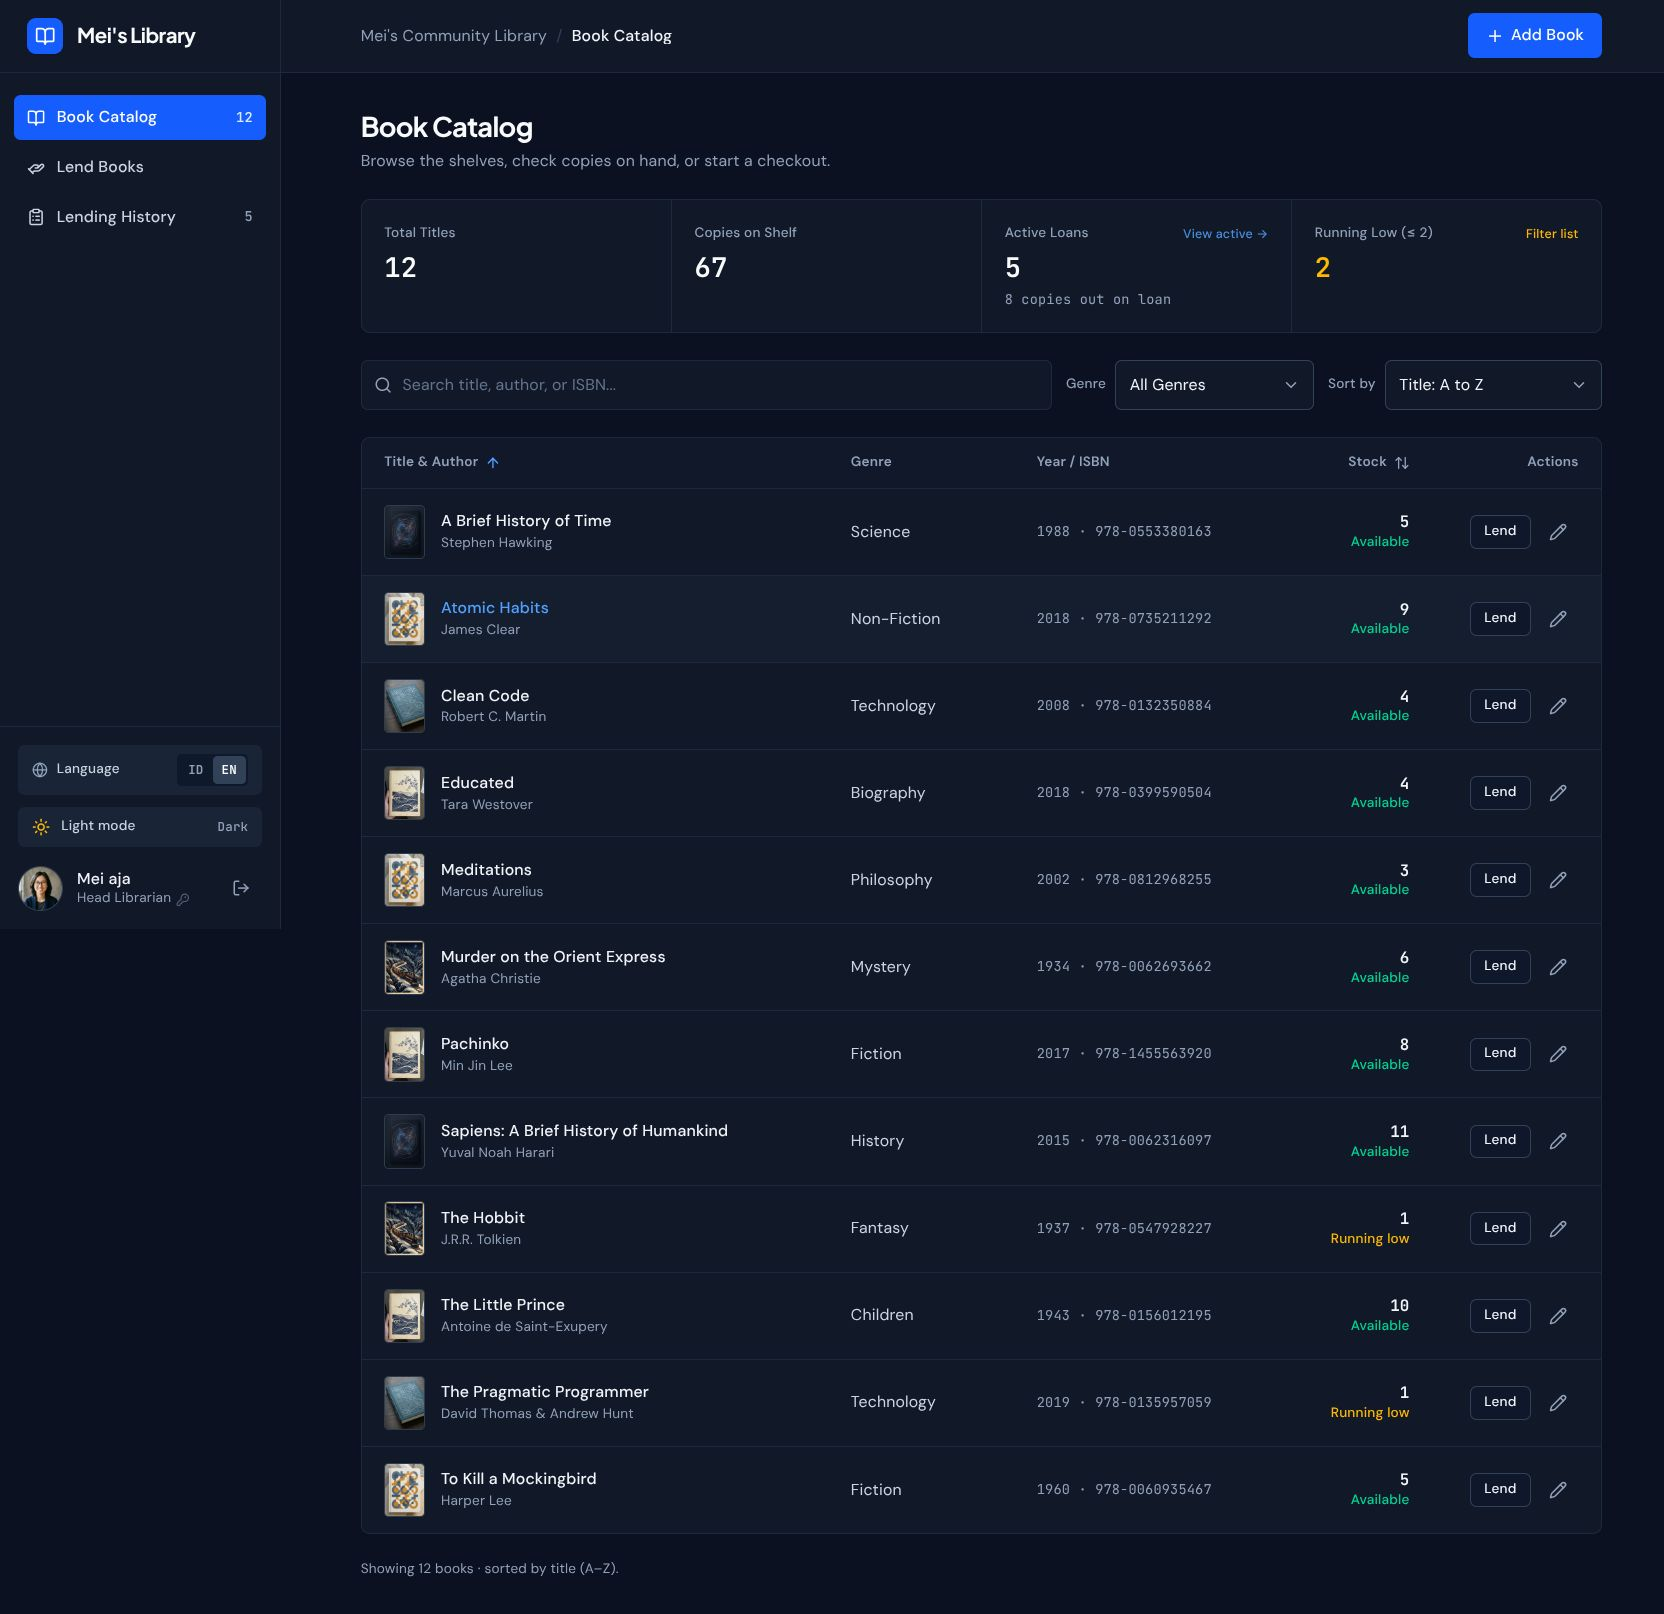 Mei's Library
Mei's Community Library / Book Catalog
+ Add Book
Book Catalog 12
Lend Books
Lending History 5
Language ID EN
Light mode Dark
Mei aja
Head Librarian
Book Catalog
Browse the shelves, check copies on hand, or start a checkout.
Total Titles
12
Copies on Shelf
67
Active Loans View active →
5
8 copies out on loan
Running Low (≤ 2) Filter list
2
Search title, author, or ISBN...
Genre All Genres Sort by Title: A to Z
Title & Author ↑ Genre Year / ISBN Stock ↑↓ Actions
A Brief History of Time
Stephen Hawking
Science
1988 · 978-0553380163
5
Available
Lend
Atomic Habits
James Clear
Non-Fiction
2018 · 978-0735211292
9
Available
Lend
Clean Code
Robert C. Martin
Technology
2008 · 978-0132350884
4
Available
Lend
Educated
Tara Westover
Biography
2018 · 978-0399590504
4
Available
Lend
Meditations
Marcus Aurelius
Philosophy
2002 · 978-0812968255
3
Available
Lend
Murder on the Orient Express
Agatha Christie
Mystery
1934 · 978-0062693662
6
Available
Lend
Pachinko
Min Jin Lee
Fiction
2017 · 978-1455563920
8
Available
Lend
Sapiens: A Brief History of Humankind
Yuval Noah Harari
History
2015 · 978-0062316097
11
Available
Lend
The Hobbit
J.R.R. Tolkien
Fantasy
1937 · 978-0547928227
1
Running low
Lend
The Little Prince
Antoine de Saint-Exupery
Children
1943 · 978-0156012195
10
Available
Lend
The Pragmatic Programmer
David Thomas & Andrew Hunt
Technology
2019 · 978-0135957059
1
Running low
Lend
To Kill a Mockingbird
Harper Lee
Fiction
1960 · 978-0060935467
5
Available
Lend
Showing 12 books · sorted by title (A–Z).